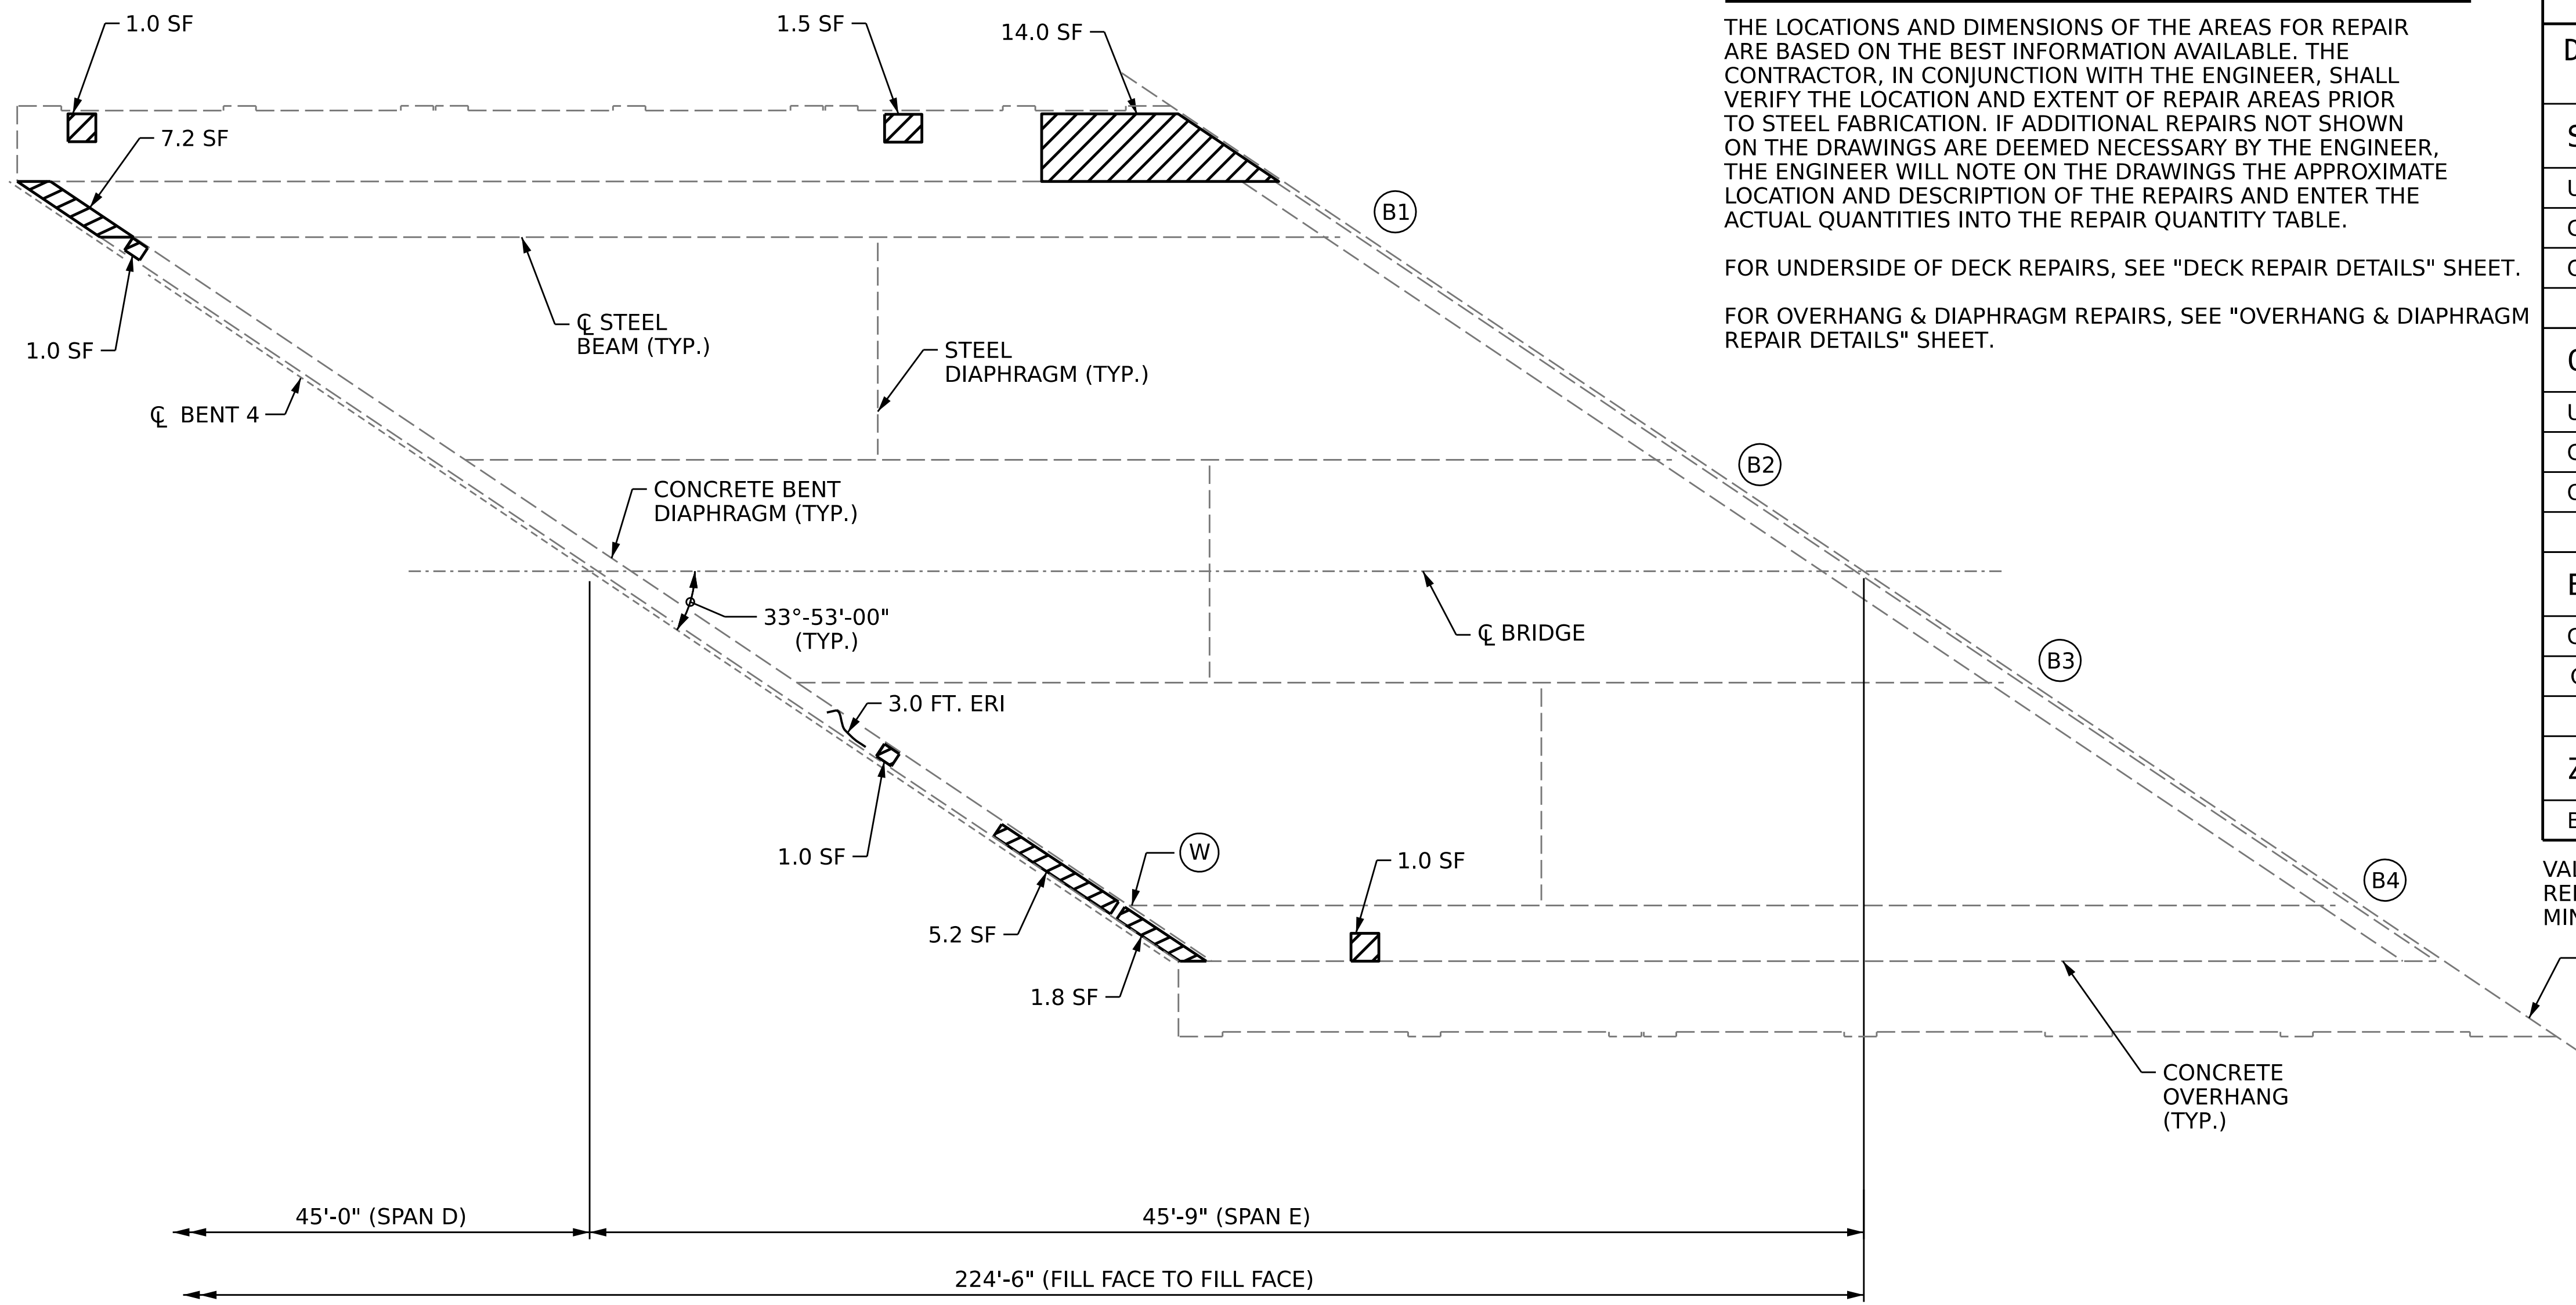 1.0 SF
1.5 SF
14.0 SF
7.2 SF
1.0 SF
℄ STEEL
BEAM (TYP.)
STEEL
DIAPHRAGM (TYP.)
℄ BENT 4
CONCRETE BENT
DIAPHRAGM (TYP.)
33°-53'-00"
(TYP.)
℄ BRIDGE
3.0 FT. ERI
1.0 SF
W
1.0 SF
5.2 SF
1.8 SF
B1
B2
B3
B4
CONCRETE
OVERHANG
(TYP.)
45'-0" (SPAN D)
45'-9" (SPAN E)
224'-6" (FILL FACE TO FILL FACE)
THE LOCATIONS AND DIMENSIONS OF THE AREAS FOR REPAIR
ARE BASED ON THE BEST INFORMATION AVAILABLE. THE
CONTRACTOR, IN CONJUNCTION WITH THE ENGINEER, SHALL
VERIFY THE LOCATION AND EXTENT OF REPAIR AREAS PRIOR
TO STEEL FABRICATION. IF ADDITIONAL REPAIRS NOT SHOWN
ON THE DRAWINGS ARE DEEMED NECESSARY BY THE ENGINEER,
THE ENGINEER WILL NOTE ON THE DRAWINGS THE APPROXIMATE
LOCATION AND DESCRIPTION OF THE REPAIRS AND ENTER THE
ACTUAL QUANTITIES INTO THE REPAIR QUANTITY TABLE.
FOR UNDERSIDE OF DECK REPAIRS, SEE "DECK REPAIR DETAILS" SHEET.
FOR OVERHANG & DIAPHRAGM REPAIRS, SEE "OVERHANG & DIAPHRAGM
REPAIR DETAILS" SHEET.